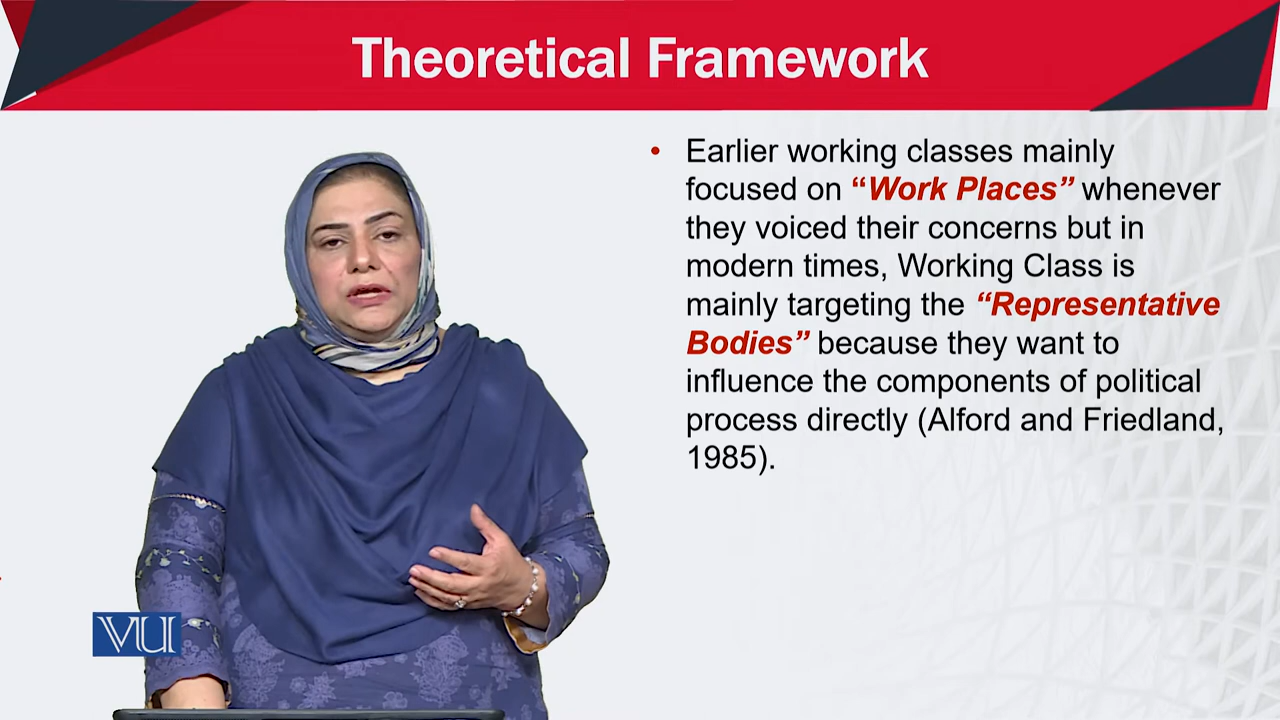 Theoretical Framework
• Earlier working classes mainly
focused on “Work Places” whenever
they voiced their concerns but in
modern times, Working Class is
mainly targeting the “Representative
Bodies” because they want to
influence the components of political
process directly (Alford and Friedland,
1985).
VU